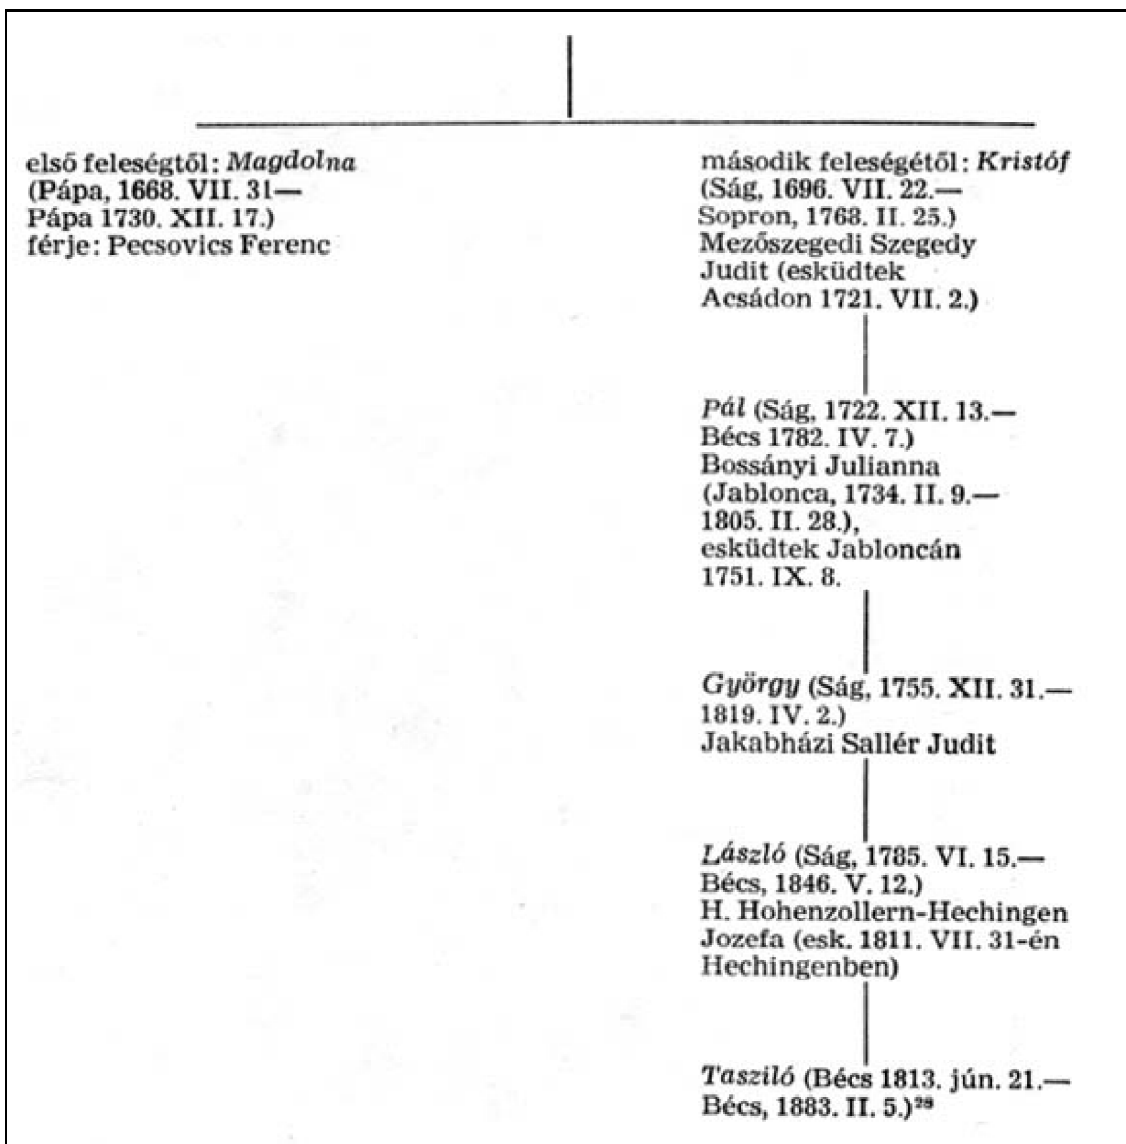 első feleségtől: Magdolna
(Pápa, 1668. VII. 31—
Pápa 1730. XII. 17.)
férje: Pecsovics Ferenc
második feleségétől: Kristóf
(Ság, 1696. VII. 22.—
Sopron, 1768. II. 25.)
Mezőszegedi Szegedy
Judit (esküdtek
Acsádon 1721. VII. 2.)
Pál (Ság, 1722. XII. 13.—
Bécs 1782. IV. 7.)
Bossányi Julianna
(Jablonca, 1734. II. 9.—
1805. II. 28.),
esküdtek Jabloncán
1751. IX. 8.
György (Ság, 1755. XII. 31.—
1819. IV. 2.)
Jakabházi Sallér Judit
László (Ság, 1785. VI. 15.—
Bécs, 1846. V. 12.)
H. Hohenzollern-Hechingen
Jozefa (esk. 1811. VII. 31-én
Hechingenben)
Tasziló (Bécs 1813. jún. 21.—
Bécs, 1883. II. 5.)²⁸